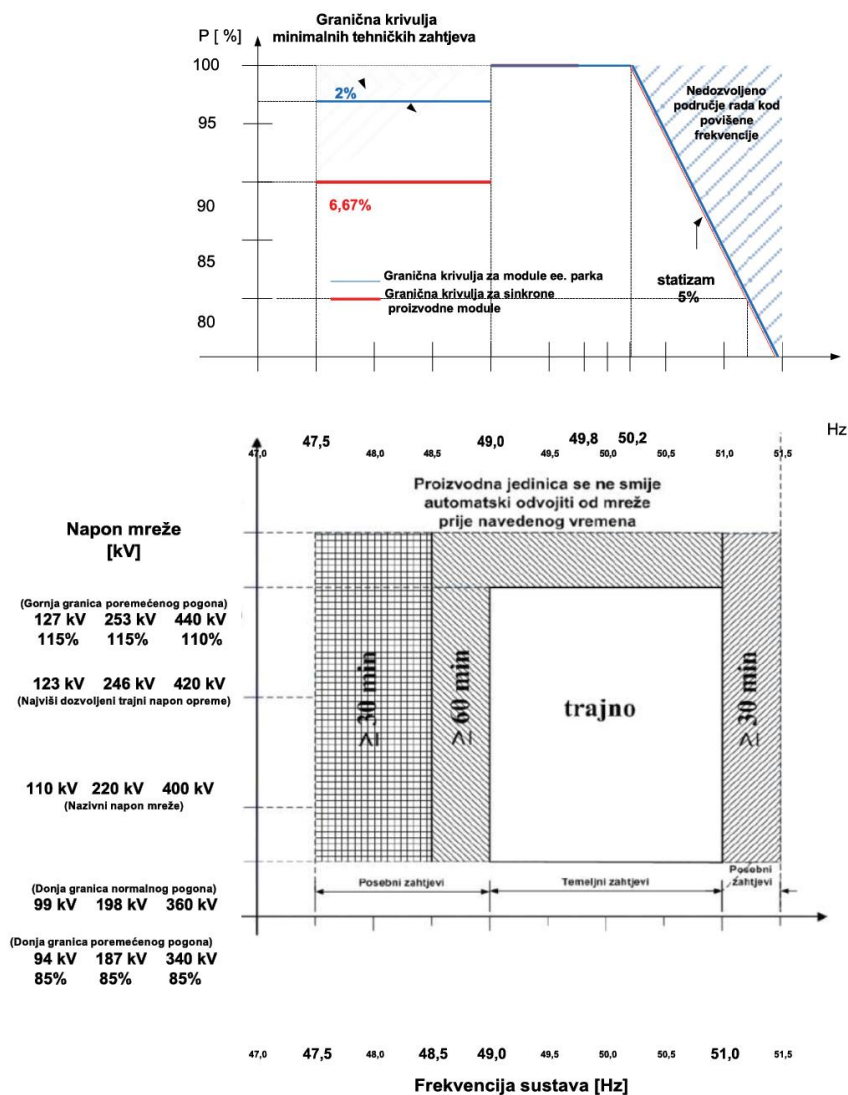 Granična krivulja
minimalnih tehničkih zahtjeva
P [ %]
100
95
90
85
80
2%
6,67%
Nedozvoljeno
područje rada kod
povišene
frekvencije
Granična krivulja za module ee. parka
Granična krivulja za sinkrone
proizvodne module
statizam
5%
Hz
47,5 49,0 49,8 50,2
47,0 48,0 48,5 49,5 50,0 50,5 51,0 51,5
Proizvodna jedinica se ne smije
automatski odvojiti od mreže
prije navedenog vremena
Napon mreže
[kV]
(Gornja granica poremećenog pogona)
127 kV 253 kV 440 kV
115% 115% 110%
123 kV 246 kV 420 kV
(Najviši dozvoljeni trajni napon opreme)
110 kV 220 kV 400 kV
(Nazivni napon mreže)
(Donja granica normalnog pogona)
99 kV 198 kV 360 kV
(Donja granica poremećenog pogona)
94 kV 187 kV 340 kV
85% 85% 85%
≥ 30 min
≥ 60 min
trajno
≥ 30 min
Posebni zahtjevi
Temeljni zahtjevi
Posebni
zahtjevi
47,0 47,5 48,0 48,5 49,0 49,5 50,0 50,5 51,0 51,5
Frekvencija sustava [Hz]